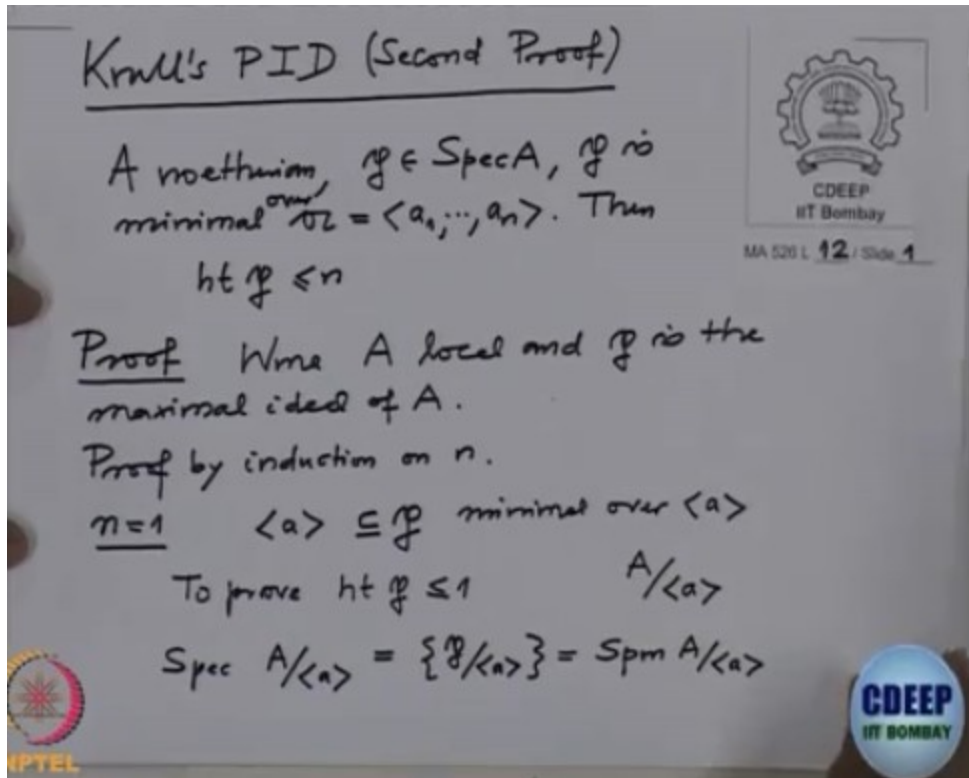 Krull's PID (Second Proof)
A noetherian, 𝔭 ∈ Spec A, 𝔭 is
minimal over 𝔞 = <a₁, ..., aₙ>. Then
ht 𝔭 ≤ n
Proof Wma A local and 𝔭 is the
maximal ideal of A.
Proof by induction on n.
n=1 <a> ⊆ 𝔭 minimal over <a>
To prove ht 𝔭 ≤ 1 A/<a>
Spec A/<a> = {𝔭/<a>} = Spm A/<a>
CDEEP
IIT Bombay
MA 526 L 12 / Slide 1
NPTEL
CDEEP
IIT BOMBAY